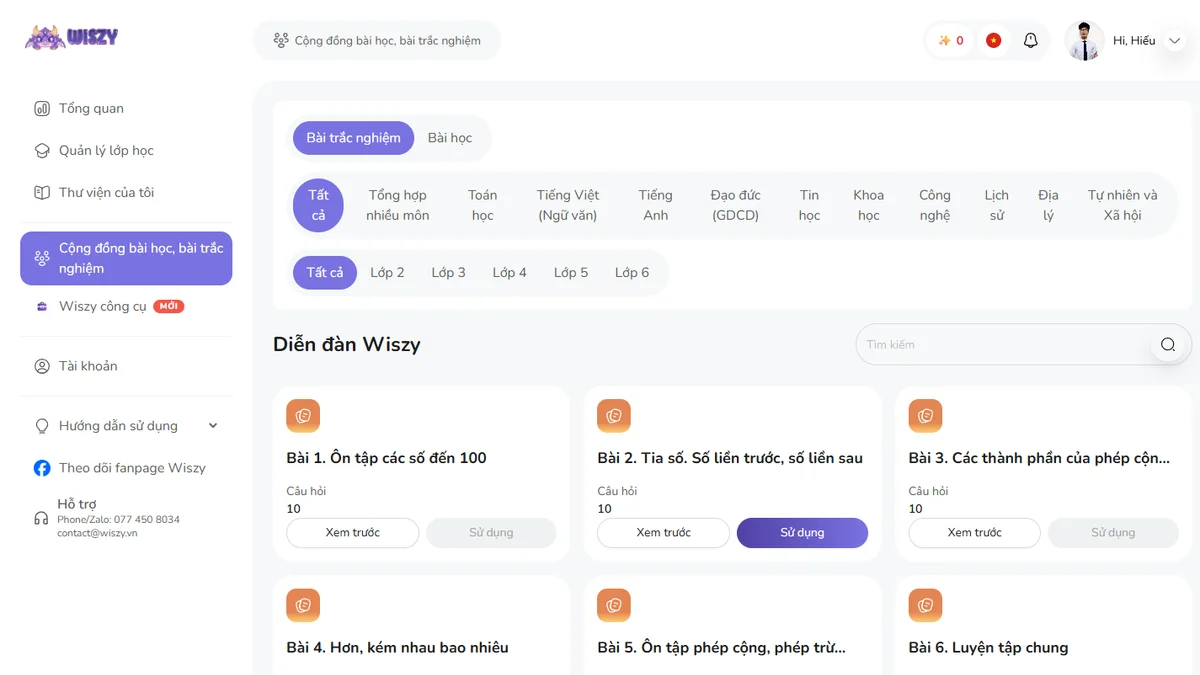 WISZY
Cộng đồng bài học, bài trắc nghiệm
0
Hi, Hiếu
Tổng quan
Quản lý lớp học
Thư viện của tôi
Cộng đồng bài học, bài trắc
nghiệm
Wiszy công cụ MỚI
Tài khoản
Hướng dẫn sử dụng
Theo dõi fanpage Wiszy
Hỗ trợ
Phone/Zalo: 077 450 8034
contact@wiszy.vn
Bài trắc nghiệm Bài học
Tất Tổng hợp Toán Tiếng Việt Tiếng Đạo đức Tin Khoa Công Lịch Địa Tự nhiên và
cả nhiều môn học (Ngữ văn) Anh (GDCD) học học nghệ sử lý Xã hội
Tất cả Lớp 2 Lớp 3 Lớp 4 Lớp 5 Lớp 6
Diễn đàn Wiszy
Tìm kiếm
Bài 1. Ôn tập các số đến 100
Câu hỏi
10
Xem trước Sử dụng
Bài 2. Tia số. Số liền trước, số liền sau
Câu hỏi
10
Xem trước Sử dụng
Bài 3. Các thành phần của phép cộn...
Câu hỏi
10
Xem trước Sử dụng
Bài 4. Hơn, kém nhau bao nhiêu
Bài 5. Ôn tập phép cộng, phép trừ...
Bài 6. Luyện tập chung